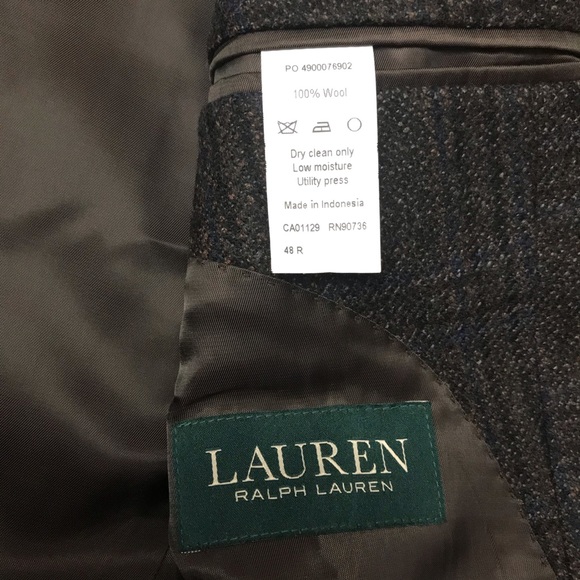 PO 4900076902
100% Wool
Dry clean only
Low moisture
Utility press
Made in Indonesia
CA01129 RN90736
48 R
LAUREN
RALPH LAUREN